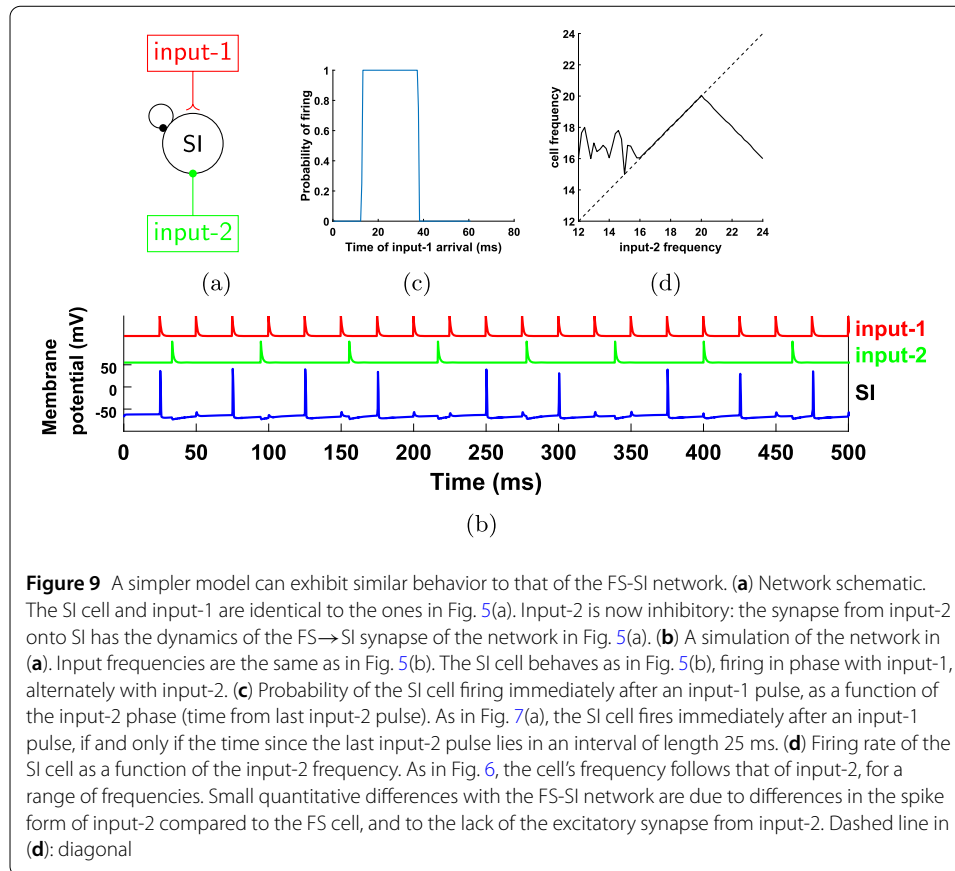 input-1
SI
input-2
(a)
Probability of firing
1
0.8
0.6
0.4
0.2
0
0 20 40 60 80
Time of input-1 arrival (ms)
(c)
cell frequency
24
22
20
18
16
14
12
12 14 16 18 20 22 24
input-2 frequency
(d)
Membrane
potential (mV)
50
0
-50
input-1
input-2
SI
0 50 100 150 200 250 300 350 400 450 500
Time (ms)
(b)
Figure 9 A simpler model can exhibit similar behavior to that of the FS-SI network. (a) Network schematic.
The SI cell and input-1 are identical to the ones in Fig. 5(a). Input-2 is now inhibitory: the synapse from input-2
onto SI has the dynamics of the FS→SI synapse of the network in Fig. 5(a). (b) A simulation of the network in
(a). Input frequencies are the same as in Fig. 5(b). The SI cell behaves as in Fig. 5(b), firing in phase with input-1,
alternately with input-2. (c) Probability of the SI cell firing immediately after an input-1 pulse, as a function of
the input-2 phase (time from last input-2 pulse). As in Fig. 7(a), the SI cell fires immediately after an input-1
pulse, if and only if the time since the last input-2 pulse lies in an interval of length 25 ms. (d) Firing rate of the
SI cell as a function of the input-2 frequency. As in Fig. 6, the cell's frequency follows that of input-2, for a
range of frequencies. Small quantitative differences with the FS-SI network are due to differences in the spike
form of input-2 compared to the FS cell, and to the lack of the excitatory synapse from input-2. Dashed line in
(d): diagonal